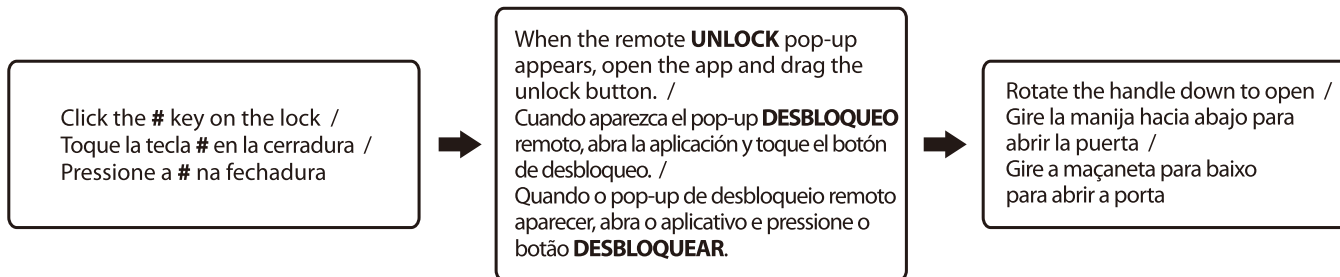 Click the # key on the lock /
Toque la tecla # en la cerradura /
Pressione a # na fechadura
When the remote UNLOCK pop-up
appears, open the app and drag the
unlock button. /
Cuando aparezca el pop-up DESBLOQUEO
remoto, abra la aplicación y toque el botón
de desbloqueo. /
Quando o pop-up de desbloqueio remoto
aparecer, abra o aplicativo e pressione o
botão DESBLOQUEAR.
Rotate the handle down to open /
Gire la manija hacia abajo para
abrir la puerta /
Gire a maçaneta para baixo
para abrir a porta